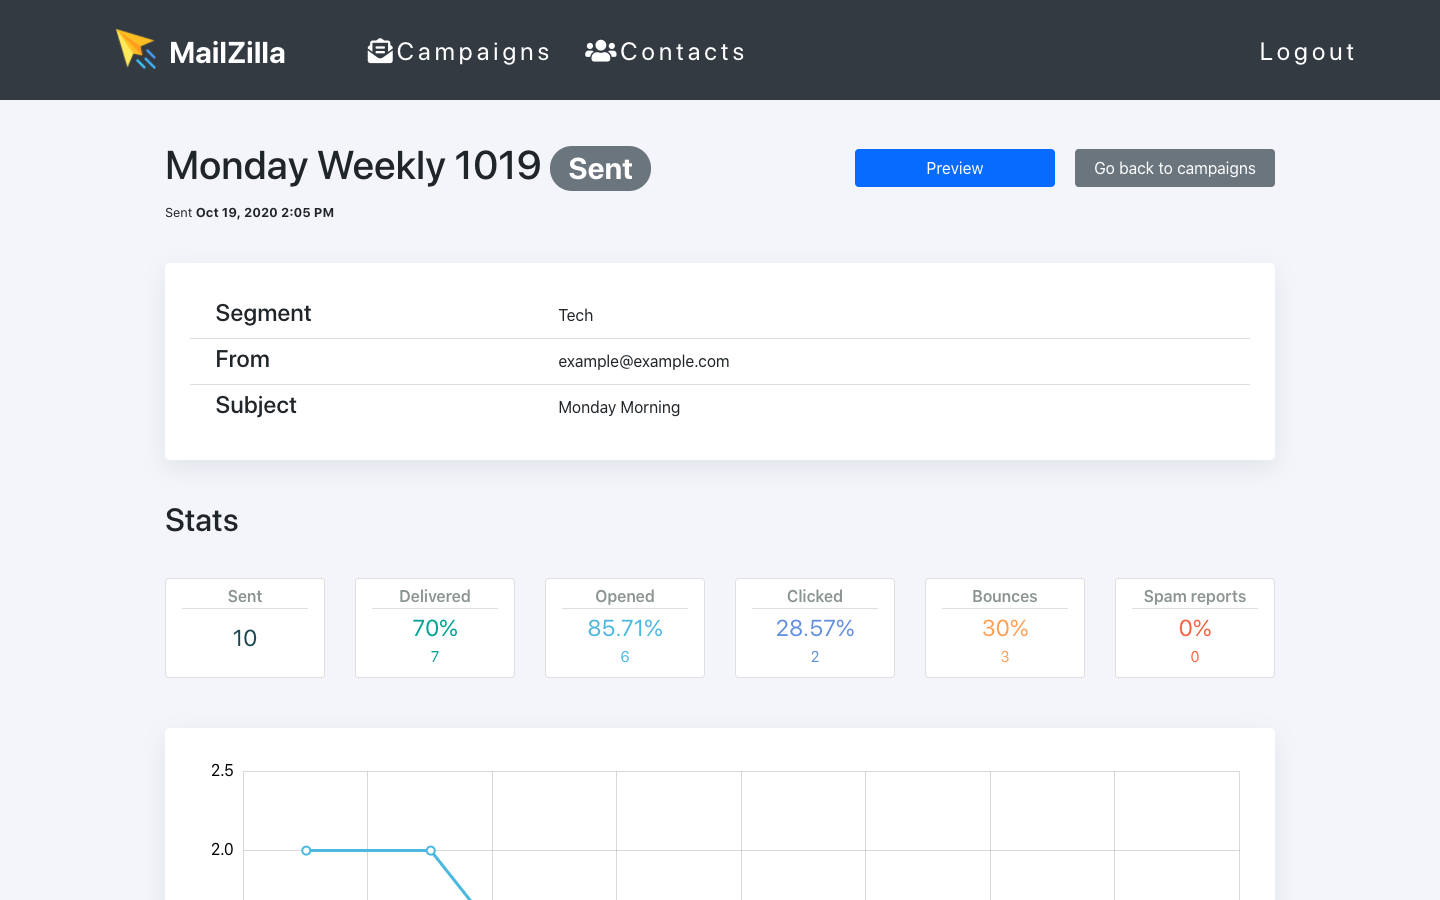 MailZilla Campaigns Contacts Logout
Monday Weekly 1019 Sent
Preview Go back to campaigns
Sent Oct 19, 2020 2:05 PM
Segment Tech
From example@example.com
Subject Monday Morning
Stats
Sent Delivered Opened Clicked Bounces Spam reports
10 70% 85.71% 28.57% 30% 0%
7 6 2 3 0
2.5
2.0